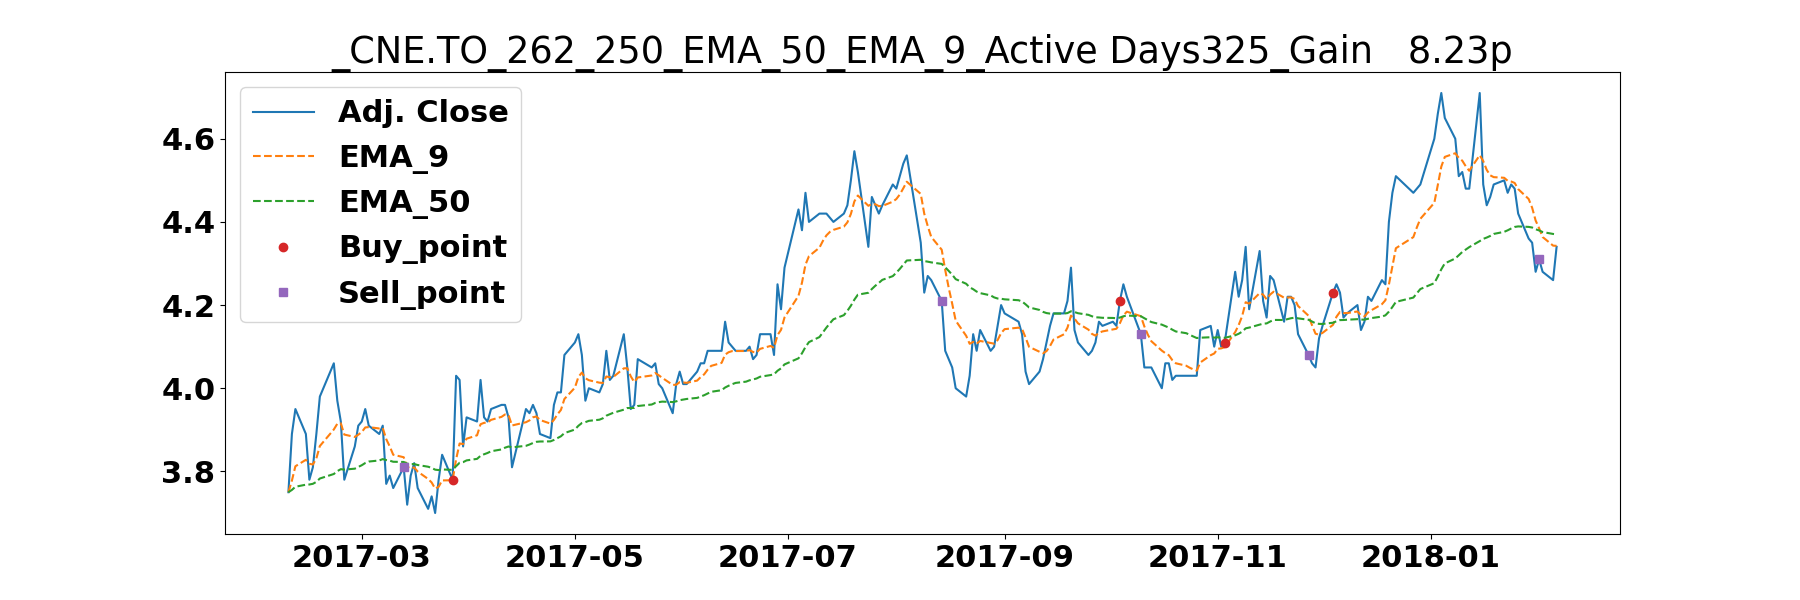 _CNE.TO_262_250_EMA_50_EMA_9_Active Days325_Gain   8.23p
Adj. Close
EMA_9
EMA_50
Buy_point
Sell_point
4.6
4.4
4.2
4.0
3.8
2017-03 2017-05 2017-07 2017-09 2017-11 2018-01